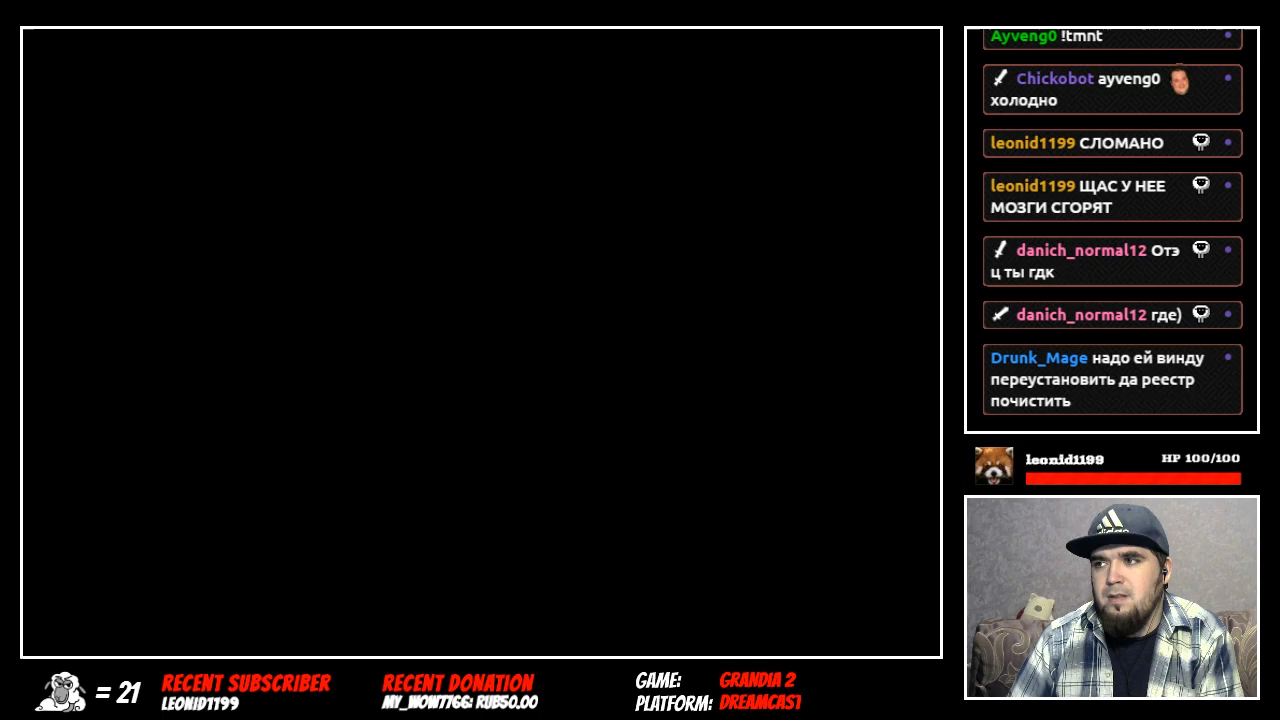 Ayveng0 !tmnt
Chickobot ayveng0
холодно
leonid1199 СЛОМАНО
leonid1199 ЩАС У НЕЕ
МОЗГИ СГОРЯТ
danich_normal12 Отэ
ц ты гдк
danich_normal12 где)
Drunk_Mage надо ей винду
переустановить да реестр
почистить
leonid1199 HP 100/100
adidas
= 21
RECENT SUBSCRIBER
LEONID1199
RECENT DONATION
MY_WOW7766: RUB50.00
GAME: GRANDIA 2
PLATFORM: DREAMCAST